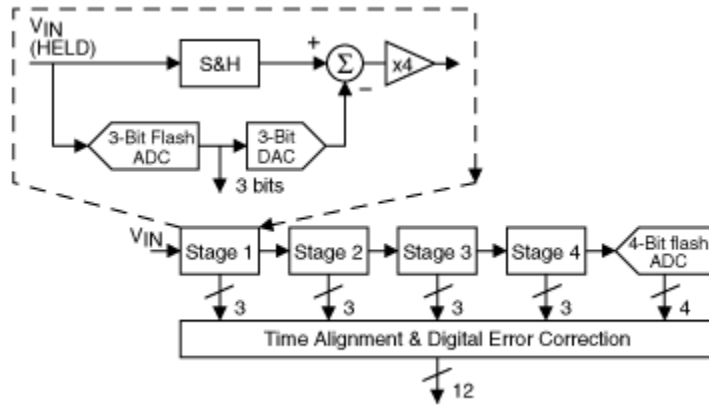 VIN
(HELD)
S&H
+
Σ
−
x4
3-Bit Flash
ADC
3-Bit
DAC
3 bits
VIN
Stage 1
Stage 2
Stage 3
Stage 4
4-Bit flash
ADC
3
3
3
3
4
Time Alignment & Digital Error Correction
12